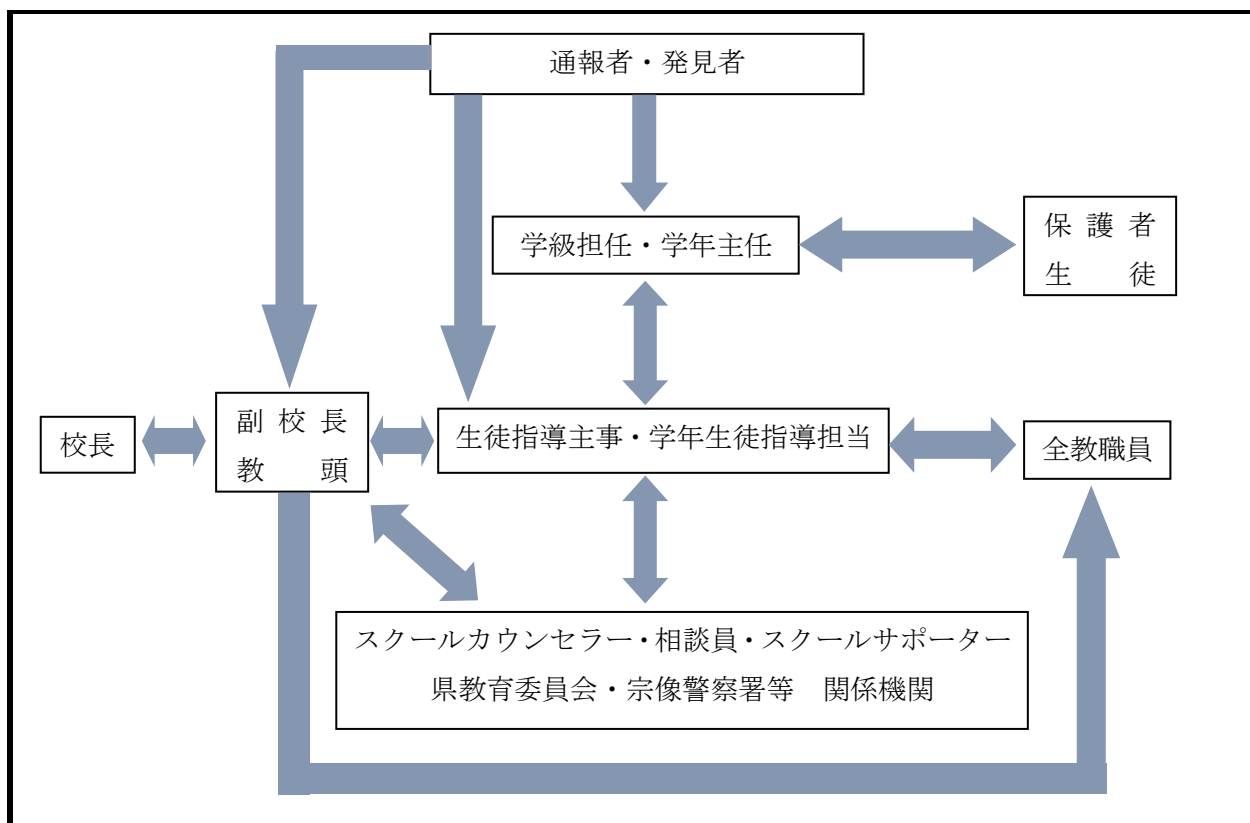 通報者・発見者
学級担任・学年主任
保護者
生徒
校長
副校長
教頭
生徒指導主事・学年生徒指導担当
全教職員
スクールカウンセラー・相談員・スクールサポーター
県教育委員会・宗像警察署等　関係機関